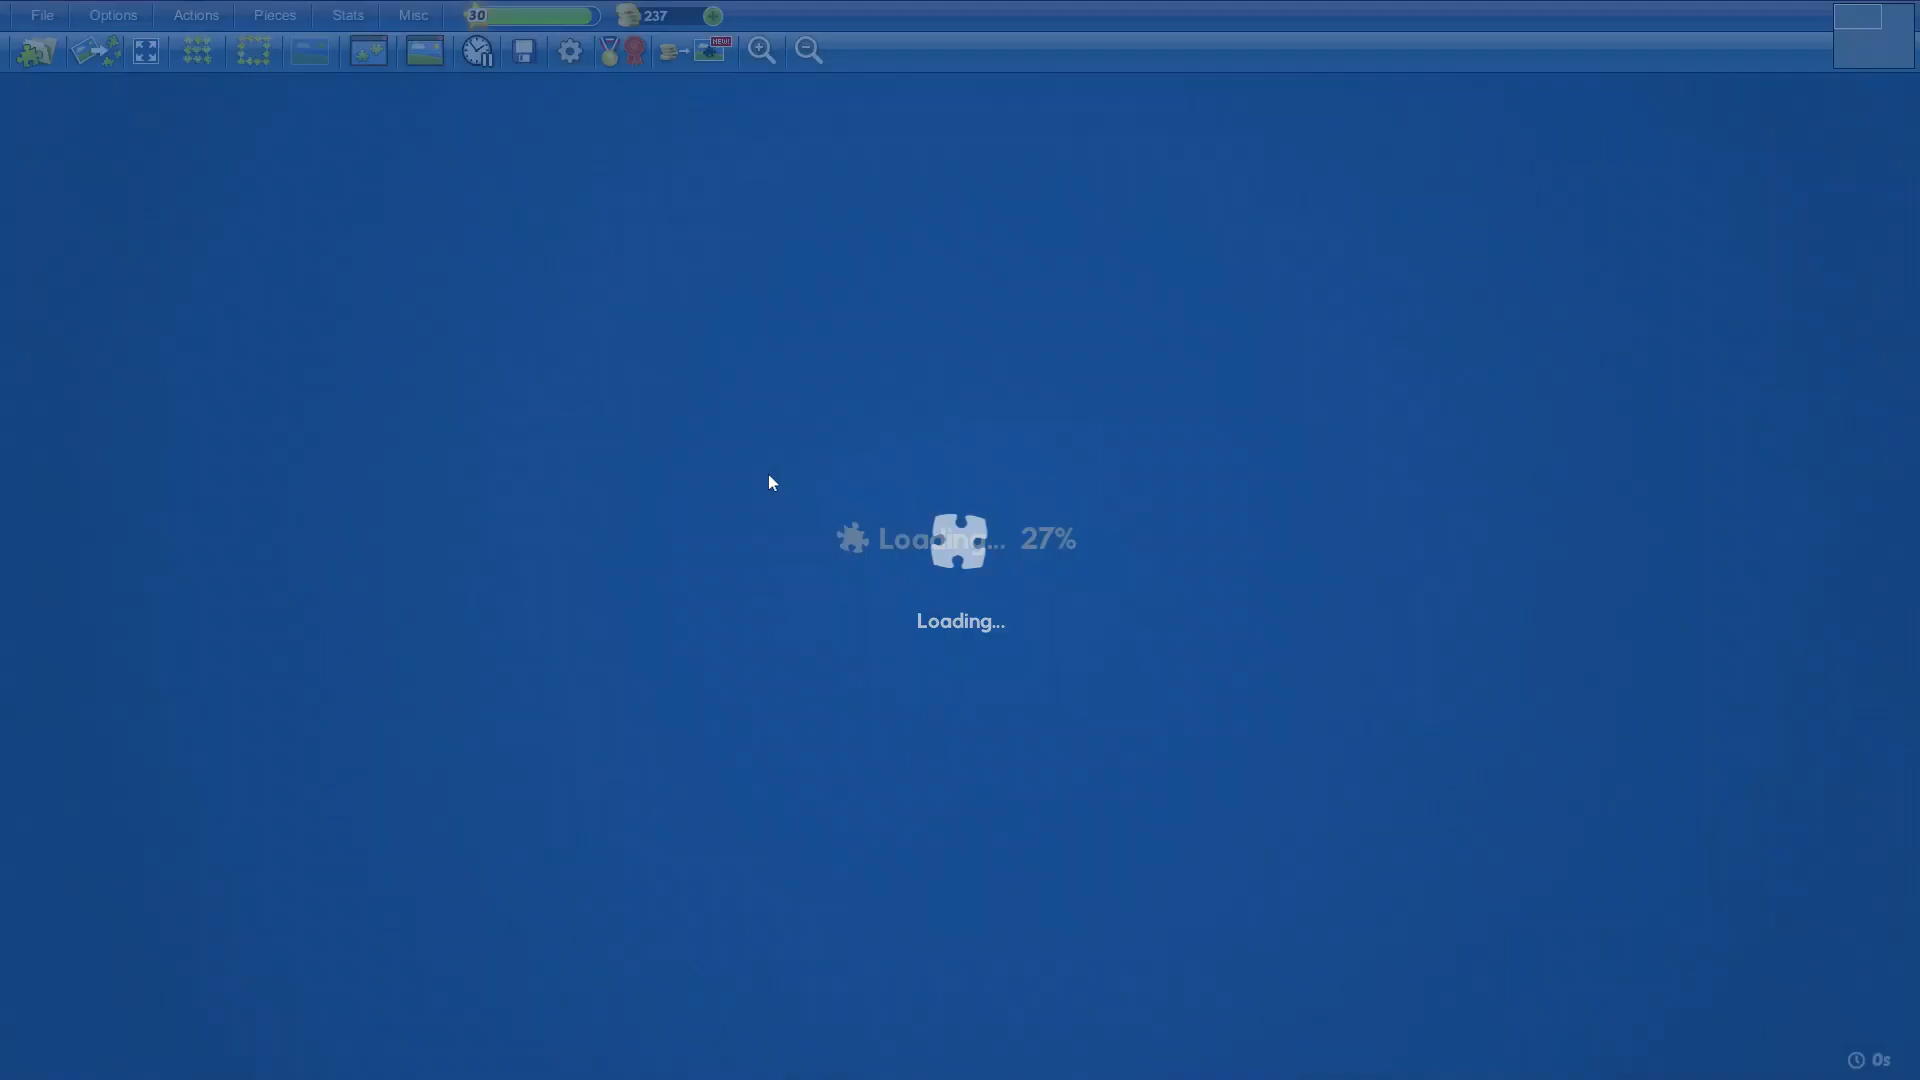 File Options Actions Pieces Stats Misc 30 237
NEW!
Loading... 27%
Loading...
0s